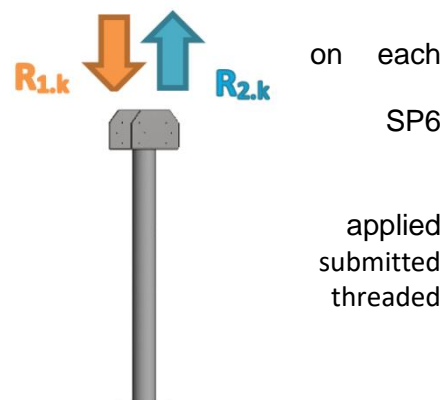 on each
R1.k
R2.k
SP6
applied
submitted
threaded